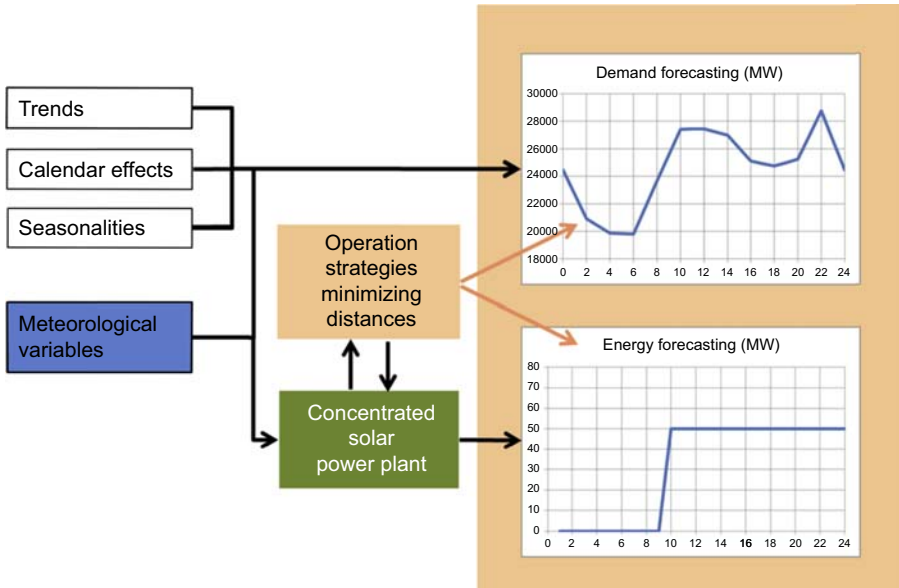 Trends
Calendar effects
Seasonalities
Meteorological
variables
Operation
strategies
minimizing
distances
Concentrated
solar
power plant
Demand forecasting (MW)
30000
28000
26000
24000
22000
20000
18000
0 2 4 6 8 10 12 14 16 18 20 22 24
Energy forecasting (MW)
80
70
60
50
40
30
20
10
0
0 2 4 6 8 10 12 14 16 18 20 22 24